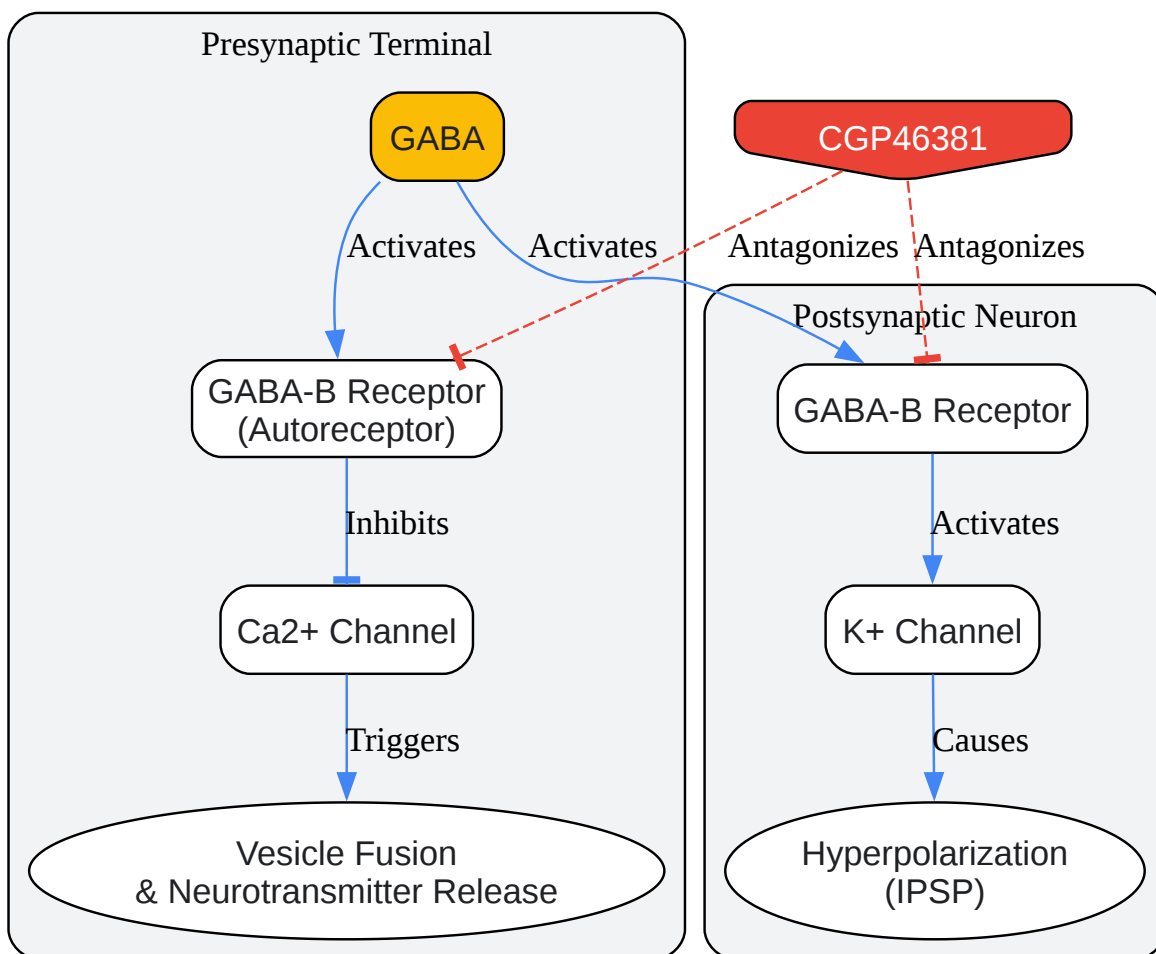 Presynaptic Terminal
GABA
CGP46381
Activates
Activates
Antagonizes
Antagonizes
Postsynaptic Neuron
GABA-B Receptor
(Autoreceptor)
GABA-B Receptor
Inhibits
Activates
Ca2+ Channel
K+ Channel
Triggers
Causes
Vesicle Fusion
& Neurotransmitter Release
Hyperpolarization
(IPSP)